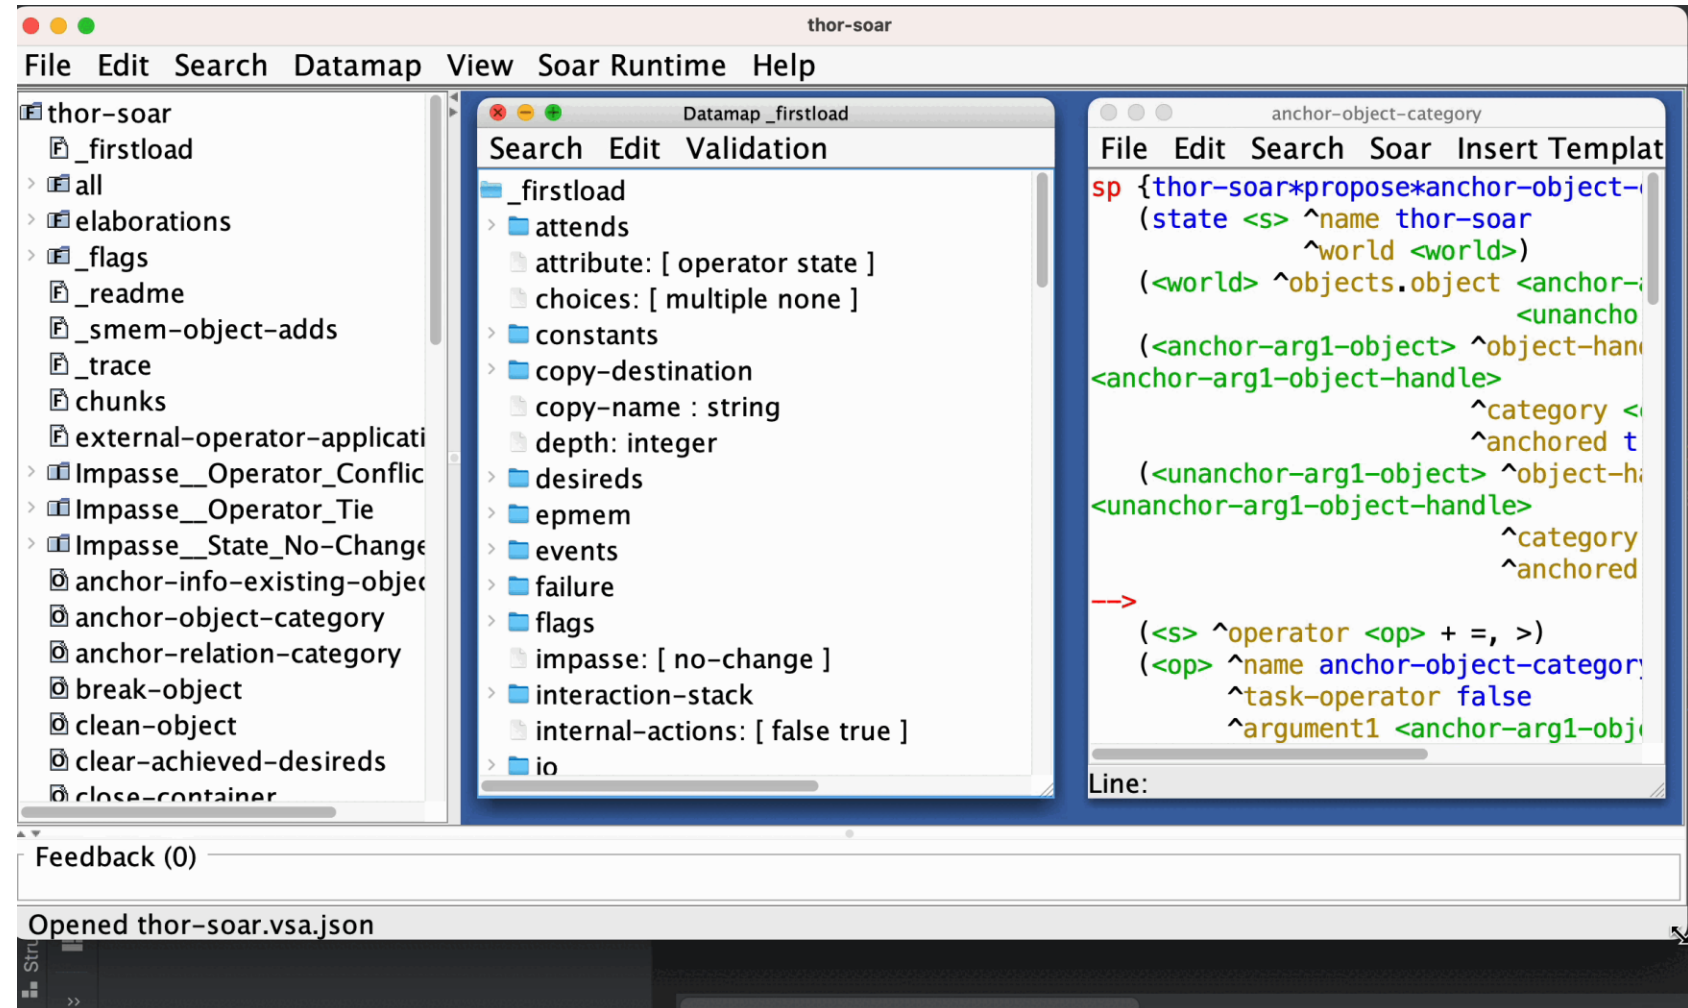 thor-soar
File Edit Search Datamap View Soar Runtime Help
thor-soar
_firstload
all
elaborations
_flags
_readme
_smem-object-adds
_trace
chunks
external-operator-applicati
Impasse__Operator_Conflic
Impasse__Operator_Tie
Impasse__State_No-Change
anchor-info-existing-objec
anchor-object-category
anchor-relation-category
break-object
clean-object
clear-achieved-desireds
close-container
Datamap _firstload
Search Edit Validation
_firstload
attends
attribute: [ operator state ]
choices: [ multiple none ]
constants
copy-destination
copy-name : string
depth: integer
desireds
epmem
events
failure
flags
impasse: [ no-change ]
interaction-stack
internal-actions: [ false true ]
io
anchor-object-category
File Edit Search Soar Insert Templat
sp {thor-soar*propose*anchor-object-
(state <s> ^name thor-soar
^world <world>)
(<world> ^objects.object <anchor-
<unancho
(<anchor-arg1-object> ^object-han
<anchor-arg1-object-handle>
^category <
^anchored t
(<unanchor-arg1-object> ^object-h
<unanchor-arg1-object-handle>
^category
^anchored
-->
(<s> ^operator <op> + =, >)
(<op> ^name anchor-object-category
^task-operator false
^argument1 <anchor-arg1-obj
Line:
Feedback (0)
Opened thor-soar.vsa.json
Stru
>>